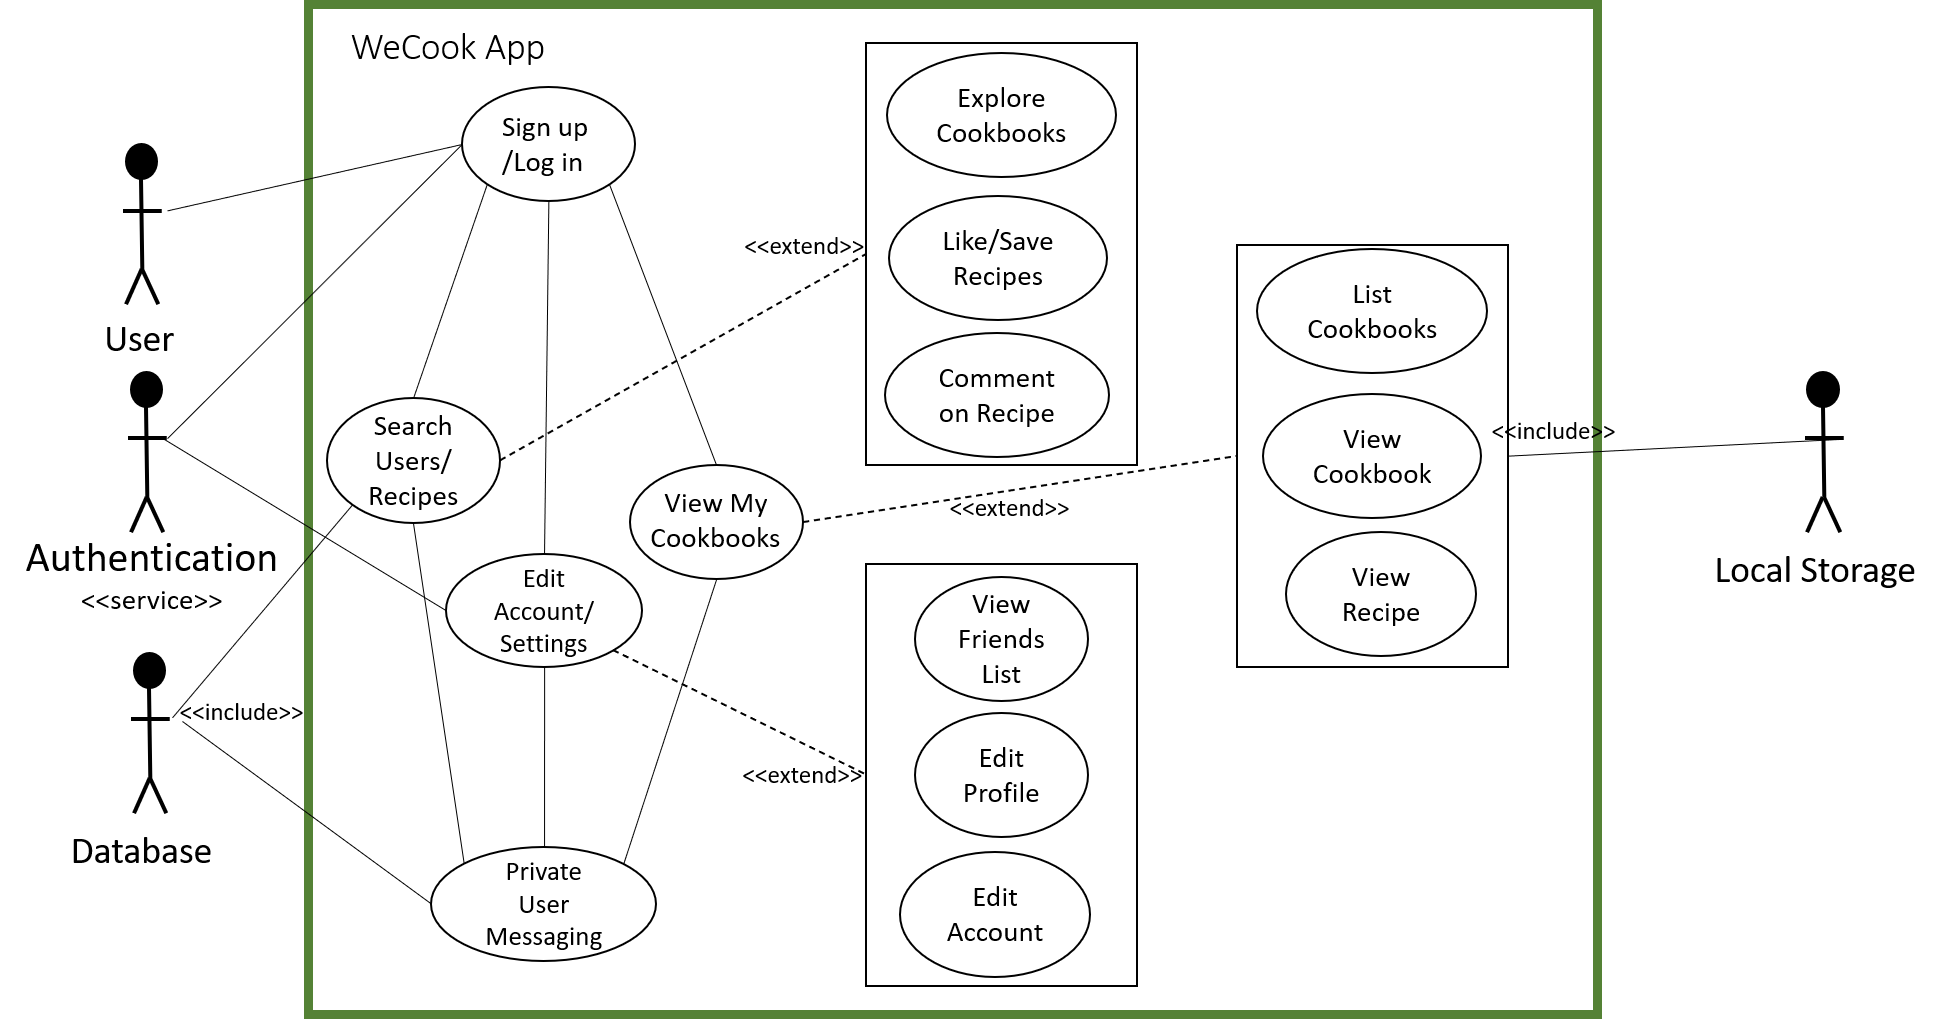 WeCook App
Sign up
/Log in
User
Authentication
<<service>>
Database
<<include>>
Search
Users/
Recipes
View My
Cookbooks
Edit
Account/
Settings
Private
User
Messaging
<<extend>>
Explore
Cookbooks
Like/Save
Recipes
Comment
on Recipe
<<extend>>
List
Cookbooks
View
Cookbook
View
Recipe
<<include>>
Local Storage
<<extend>>
View
Friends
List
Edit
Profile
Edit
Account